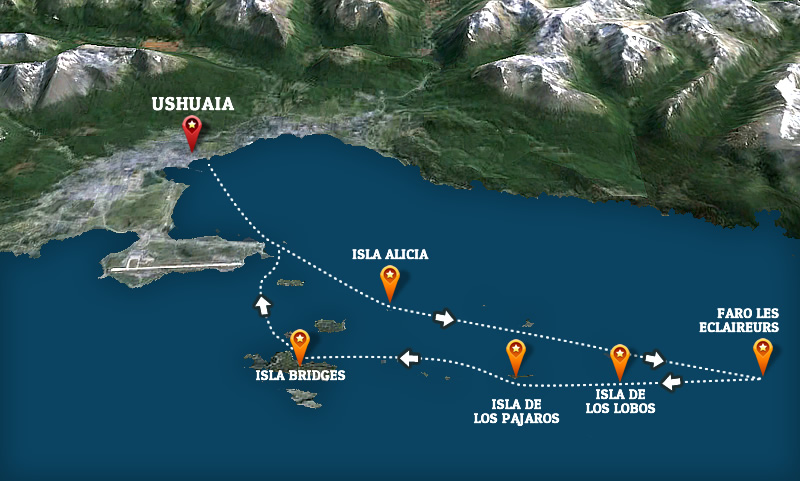 USHUAIA
ISLA ALICIA
FARO LES
ECLAIREURS
ISLA BRIDGES
ISLA DE
LOS PAJAROS
ISLA DE
LOS LOBOS